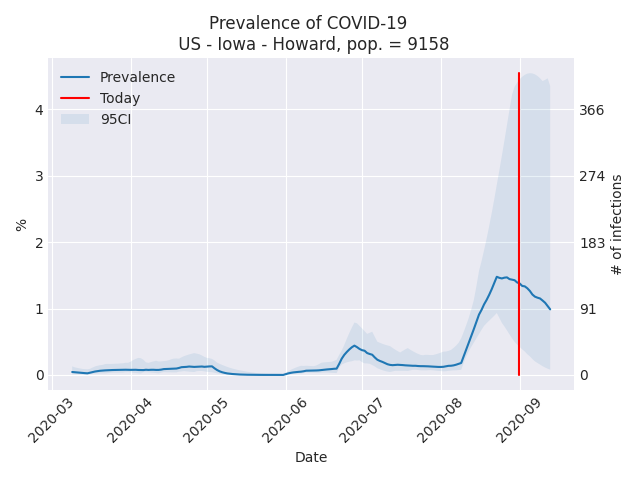 Prevalence of COVID-19
US - Iowa - Howard, pop. = 9158
Prevalence
Today
95CI
%
4
3
2
1
0
366
274
183
91
0
# of infections
2020-03
2020-04
2020-05
2020-06
2020-07
2020-08
2020-09
Date